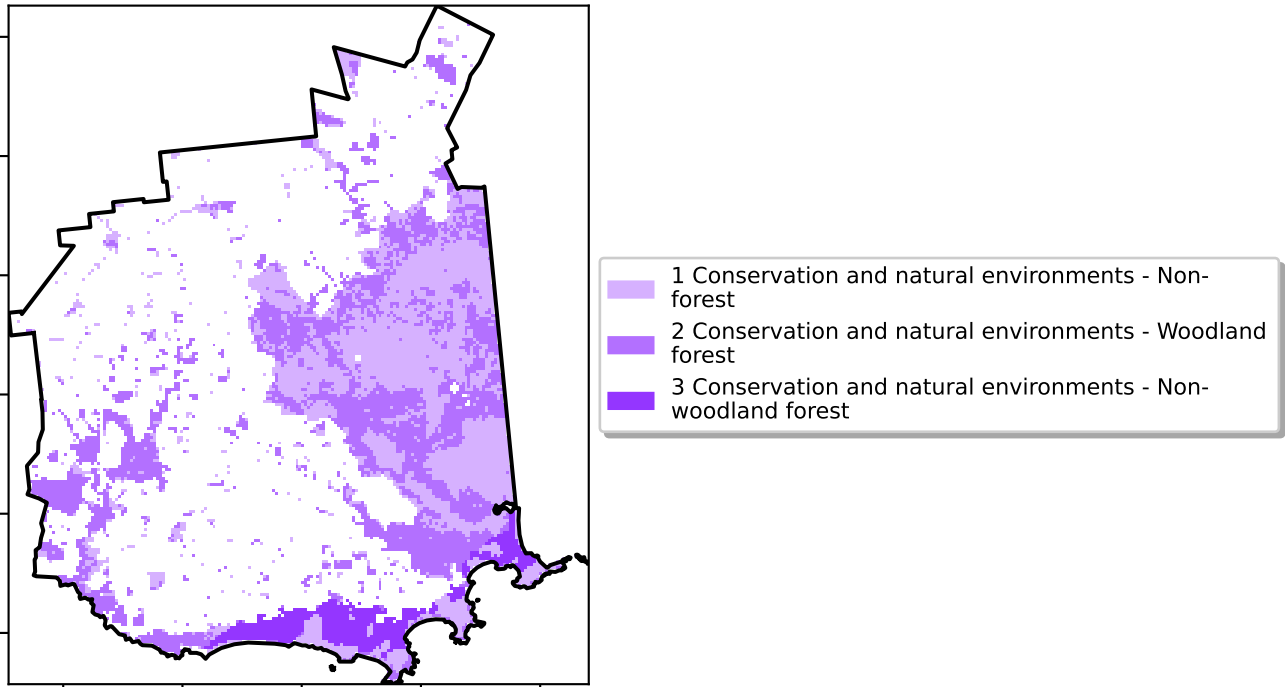 1 Conservation and natural environments - Non-
forest
2 Conservation and natural environments - Woodland
forest
3 Conservation and natural environments - Non-
woodland forest